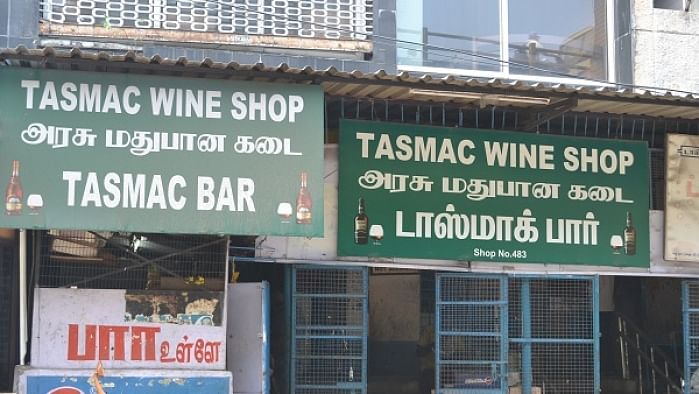 TASMAC WINE SHOP
அரசு மதுபான கடை
TASMAC BAR
TASMAC WINE SHOP
அரசு மதுபான கடை
டாஸ்மாக் பார்
Shop No.483
பார உள்ளே